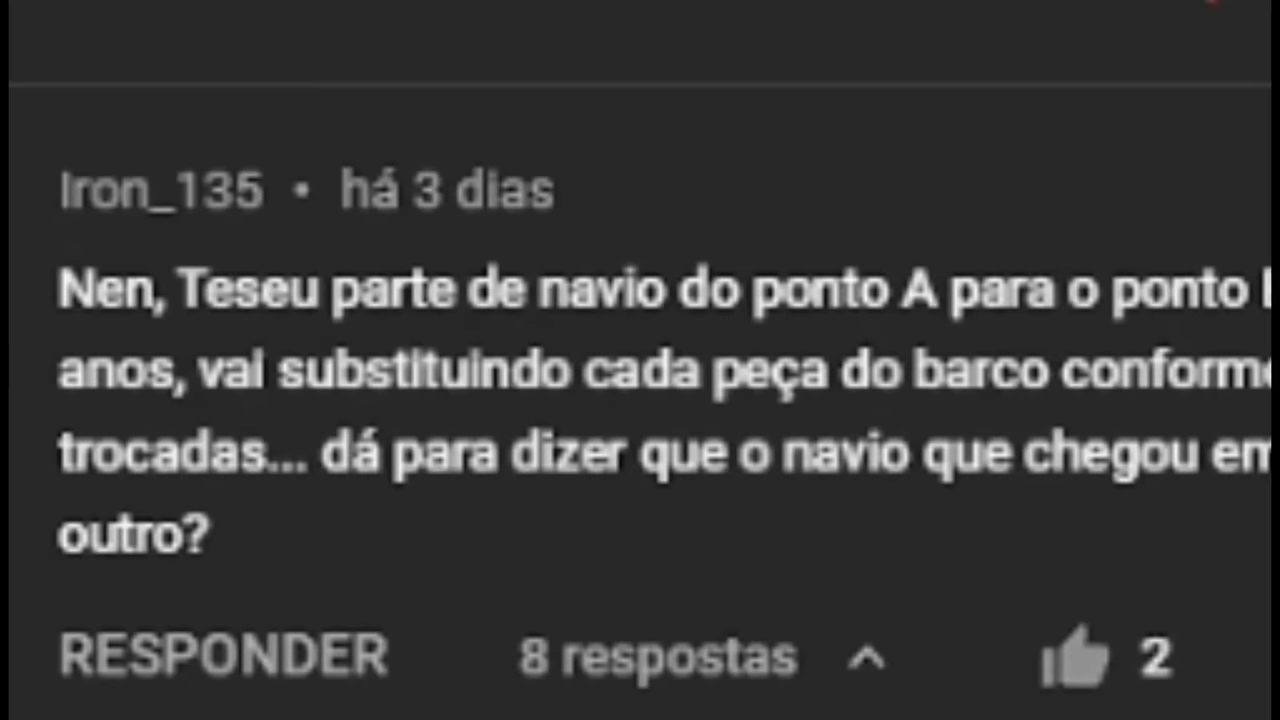 Iron_135 • há 3 dias
Nen, Teseu parte de navio do ponto A para o ponto
anos, vai substituindo cada peça do barco conforme
trocadas... dá para dizer que o navio que chegou em
outro?
RESPONDER 8 respostas 2